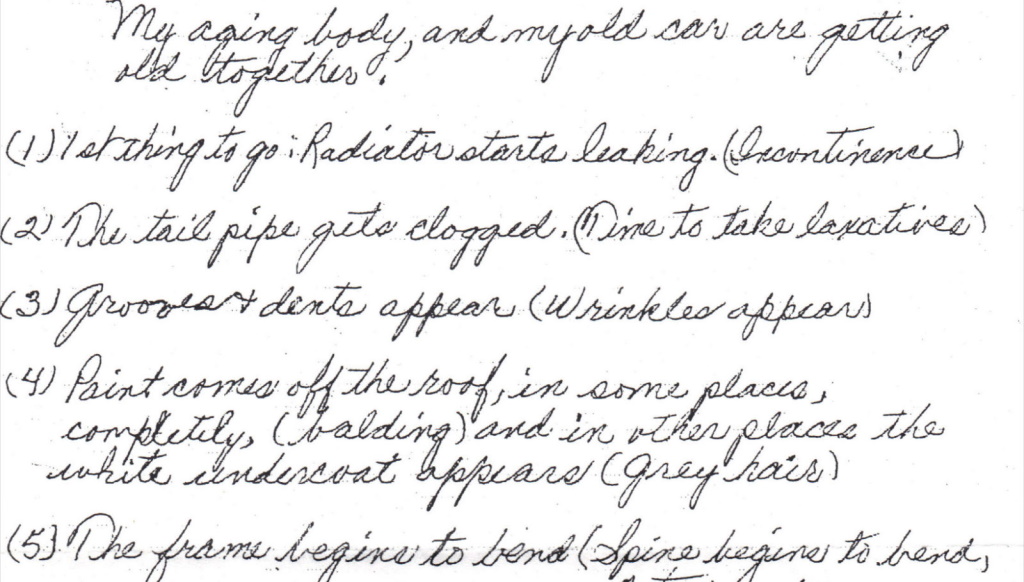 My aging body, and my old car are getting
old together.
(1) 1st thing to go: Radiator starts leaking. (Incontinence)
(2) The tail pipe gets clogged. (Time to take laxatives)
(3) Grooves + dents appear (Wrinkles appear)
(4) Paint comes off the roof, in some places,
completely, (balding) and in other places the
white undercoat appears (Grey hair)
(5) The frame begins to bend (Spine begins to bend,